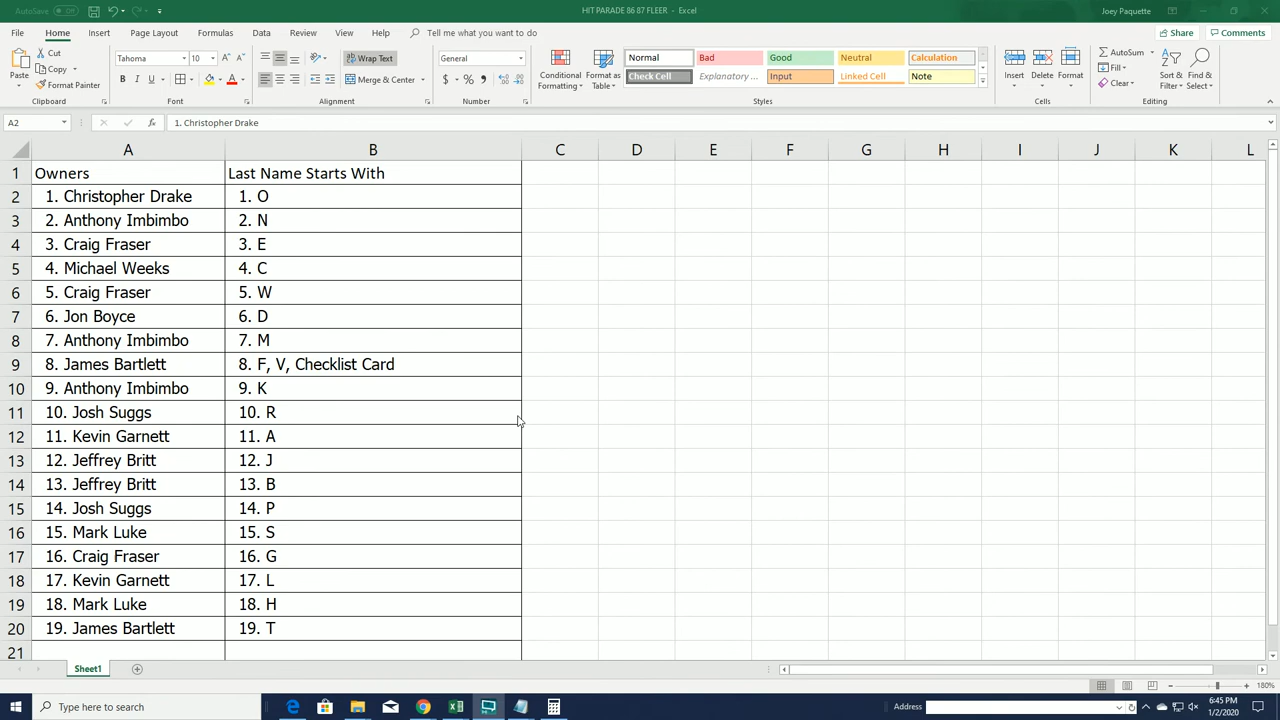 AutoSave Off HIT PARADE 86 87 FLEER - Excel Joey Paquette
File Home Insert Page Layout Formulas Data Review View Help Tell me what you want to do Share Comments
Paste Cut Copy Format Painter Clipboard
Tahoma 10 B I U A Font
Wrap Text Merge & Center Alignment
General $ % , Number
Conditional Formatting Format as Table
Normal Bad Good Neutral Calculation
Check Cell Explanatory ... Input Linked Cell Note
Styles
Insert Delete Format Cells
AutoSum Fill Clear Sort & Filter Find & Select Editing
A2 fx 1. Christopher Drake
A B C D E F G H I J K L
1 Owners Last Name Starts With
2 1. Christopher Drake 1. O
3 2. Anthony Imbimbo 2. N
4 3. Craig Fraser 3. E
5 4. Michael Weeks 4. C
6 5. Craig Fraser 5. W
7 6. Jon Boyce 6. D
8 7. Anthony Imbimbo 7. M
9 8. James Bartlett 8. F, V, Checklist Card
10 9. Anthony Imbimbo 9. K
11 10. Josh Suggs 10. R
12 11. Kevin Garnett 11. A
13 12. Jeffrey Britt 12. J
14 13. Jeffrey Britt 13. B
15 14. Josh Suggs 14. P
16 15. Mark Luke 15. S
17 16. Craig Fraser 16. G
18 17. Kevin Garnett 17. L
19 18. Mark Luke 18. H
20 19. James Bartlett 19. T
21
Sheet1
180%
Type here to search Address 6:45 PM
1/2/2020